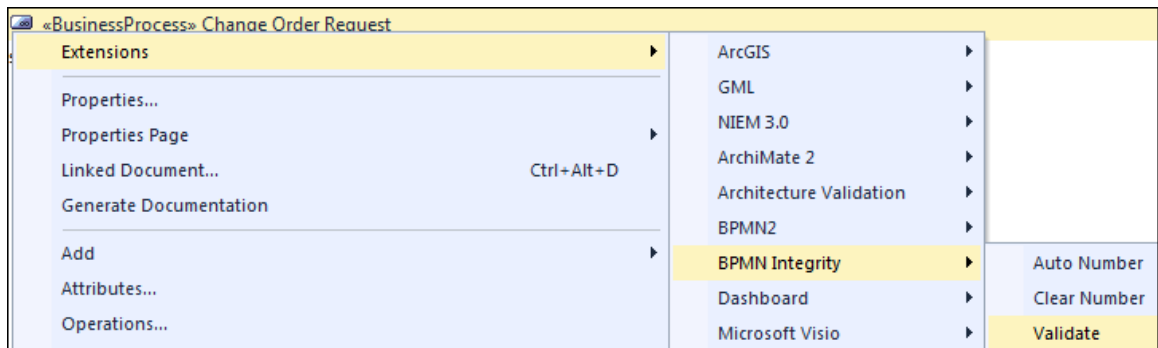 «BusinessProcess» Change Order Request
Extensions
Properties...
Properties Page
Linked Document... Ctrl+Alt+D
Generate Documentation
Add
Attributes...
Operations...
ArcGIS
GML
NIEM 3.0
ArchiMate 2
Architecture Validation
BPMN2
BPMN Integrity
Dashboard
Microsoft Visio
Auto Number
Clear Number
Validate